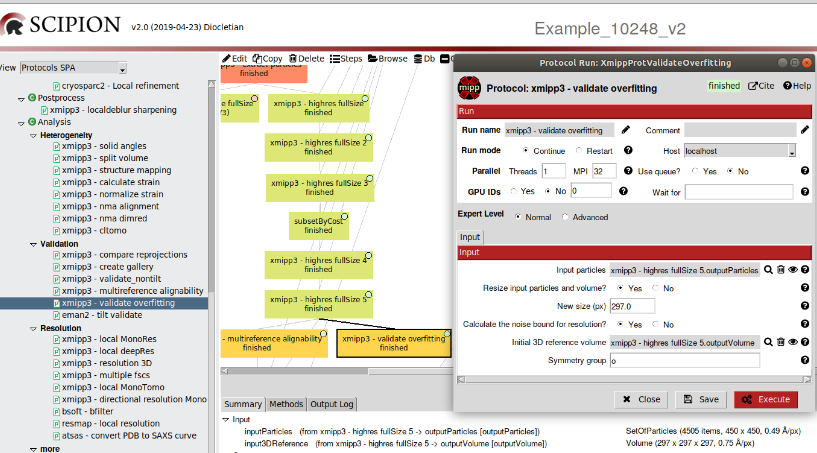 SCIPION v2.0 (2019-04-23) Diocletian
Example_10248_v2
View Protocols SPA
cryosparc2 - Local refinement
Postprocess
xmipp3 - localdeblur sharpening
Analysis
Heterogeneity
xmipp3 - solid angles
xmipp3 - split volume
xmipp3 - structure mapping
xmipp3 - calculate strain
xmipp3 - normalize strain
xmipp3 - nma alignment
xmipp3 - nma dimred
xmipp3 - cltomo
Validation
xmipp3 - compare reprojections
xmipp3 - create gallery
xmipp3 - validate_nontilt
xmipp3 - multireference alignability
xmipp3 - validate overfitting
eman2 - tilt validate
Resolution
xmipp3 - local MonoRes
xmipp3 - local deepRes
xmipp3 - resolution 3D
xmipp3 - multiple fscs
xmipp3 - local MonoTomo
xmipp3 - directional resolution Mono
bsoft - bfilter
resmap - local resolution
atsas - convert PDB to SAXS curve
more
Edit Copy Delete Steps Browse Db
extract particles
finished
e fullSize
/3)
xmipp3 - highres fullSize
finished
xmipp3 - highres fullSize 2
finished
xmipp3 - highres fullSize 3
finished
subsetByCost
finished
xmipp3 - highres fullSize 4
finished
xmipp3 - highres fullSize 5
finished
- multireference alignability
finished
xmipp3 - validate overfitting
finished
Summary Methods Output Log
Input
inputParticles (from xmipp3 - highres fullSize 5 -> outputParticles [outputParticles]) SetOfParticles (4505 items, 450 x 450, 0.49 Å/px)
input3DReference (from xmipp3 - highres fullSize 5 -> outputVolume [outputVolume]) Volume (297 x 297 x 297, 0.75 Å/px)
Protocol Run: XmippProtValidateOverfitting
mipp Protocol: xmipp3 - validate overfitting finished Cite Help
Run
Run name xmipp3 - validate overfitting Comment
Run mode Continue Restart Host localhost
Parallel Threads 1 MPI 32 Use queue? Yes No
GPU IDs Yes No 0 Wait for
Expert Level Normal Advanced
Input
Input
Input particles xmipp3 - highres fullSize 5.outputParticles
Resize input particles and volume? Yes No
New size (px) 297.0
Calculate the noise bound for resolution? Yes No
Initial 3D reference volume xmipp3 - highres fullSize 5.outputVolume
Symmetry group o
Close Save Execute